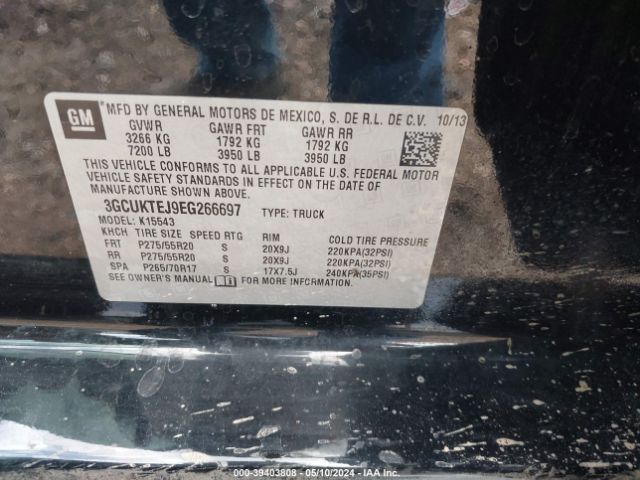 GM MFD BY GENERAL MOTORS DE MEXICO, S. DE R.L. DE C.V. 10/13
GVWR GAWR FRT GAWR RR
3266 KG 1792 KG 1792 KG
7200 LB 3950 LB 3950 LB
THIS VEHICLE CONFORMS TO ALL APPLICABLE U.S. FEDERAL MOTOR
VEHICLE SAFETY STANDARDS IN EFFECT ON THE DATE OF MANUFACTURE
SHOWN ABOVE.
3GCUKTEJ9EG266697 TYPE: TRUCK
MODEL: K15543
KHCH TIRE SIZE SPEED RTG RIM COLD TIRE PRESSURE
FRT P275/55R20 S 20X9J 220KPA(32PSI)
RR P275/55R20 S 20X9J 220KPA(32PSI)
SPA P265/70R17 S 17X7.5J 240KPA(35PSI)
SEE OWNER'S MANUAL FOR MORE INFORMATION.
000-39403808 - 05/10/2024 - IAA Inc.